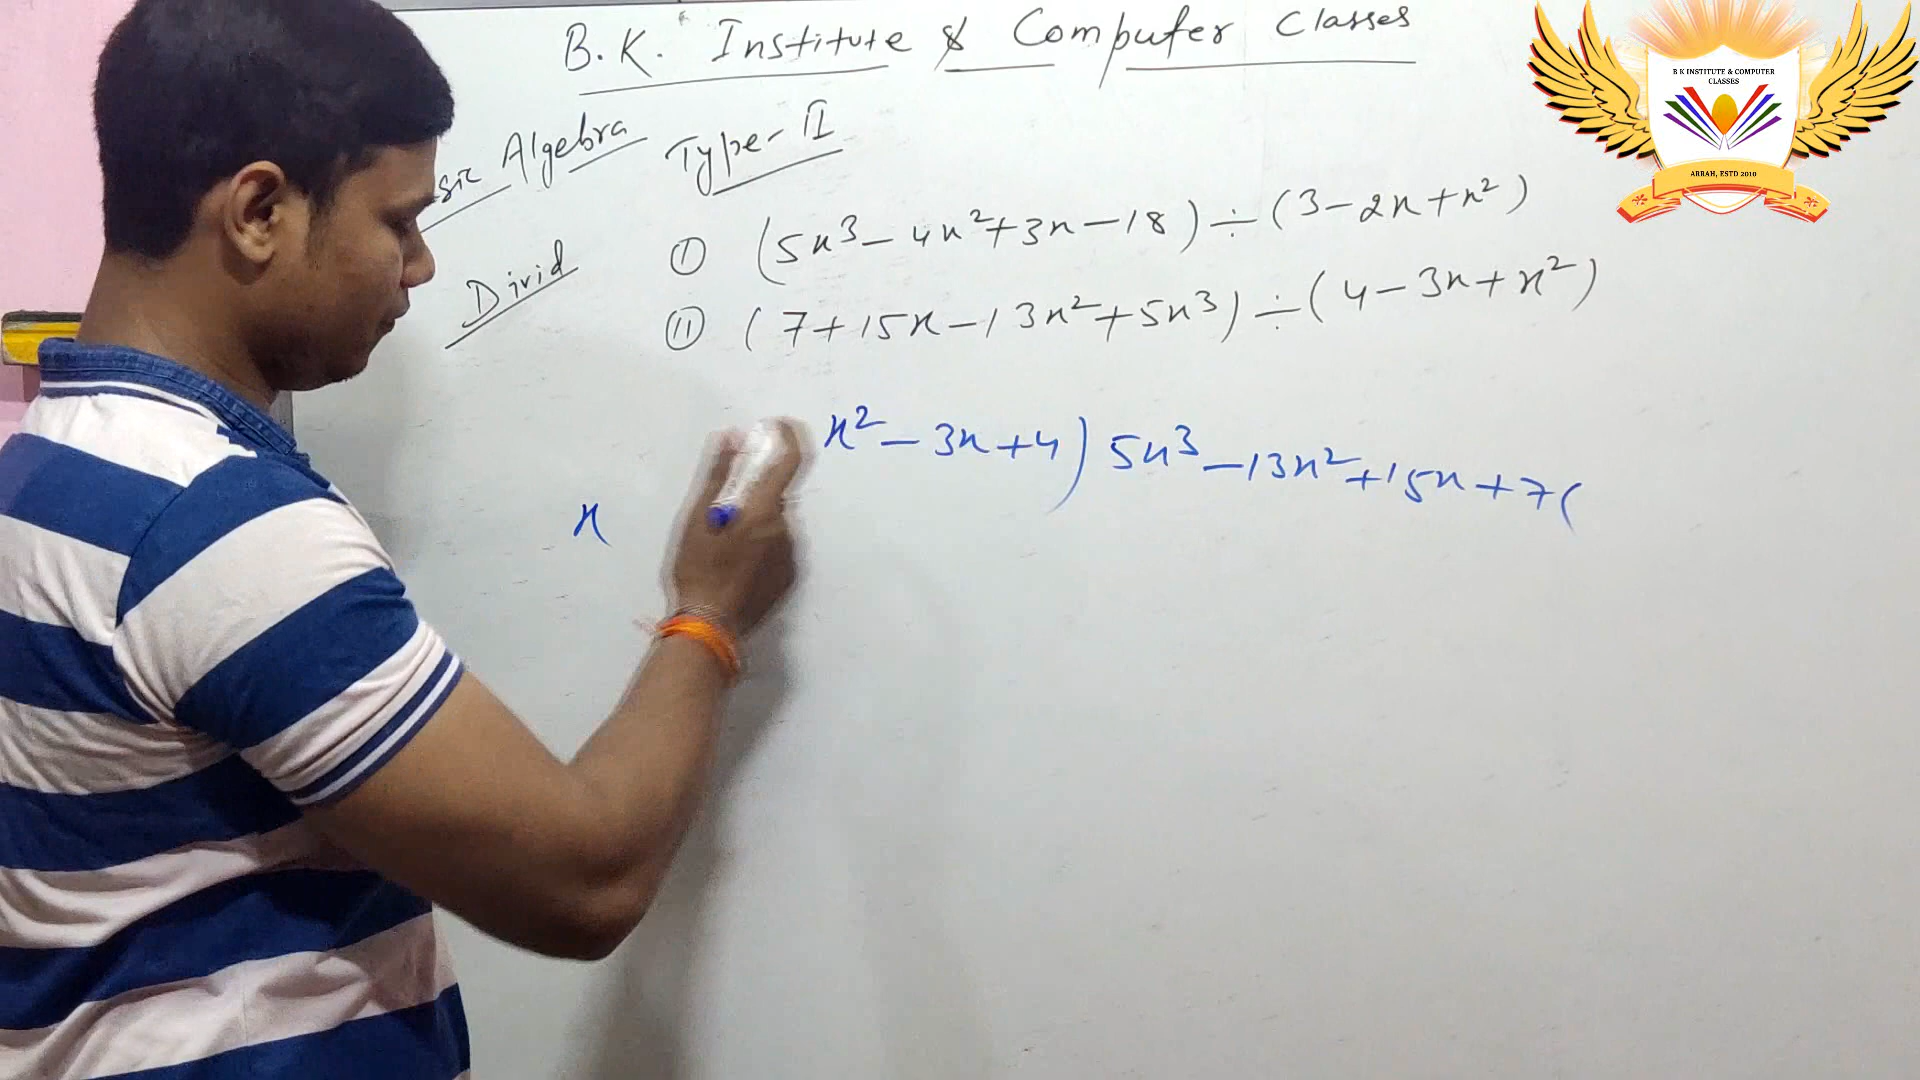 B.K. Institute & Computer Classes
B K INSTITUTE & COMPUTER
CLASSES
ARRAH, ESTD 2010
Algebra Type-II
Divid
(I) (5x³ - 4x² + 3x - 18) ÷ (3 - 2x + x²)
(II) (7 + 15x - 13x² + 5x³) ÷ (4 - 3x + x²)
x² - 3x + 4 ) 5x³ - 13x² + 15x + 7 (
x